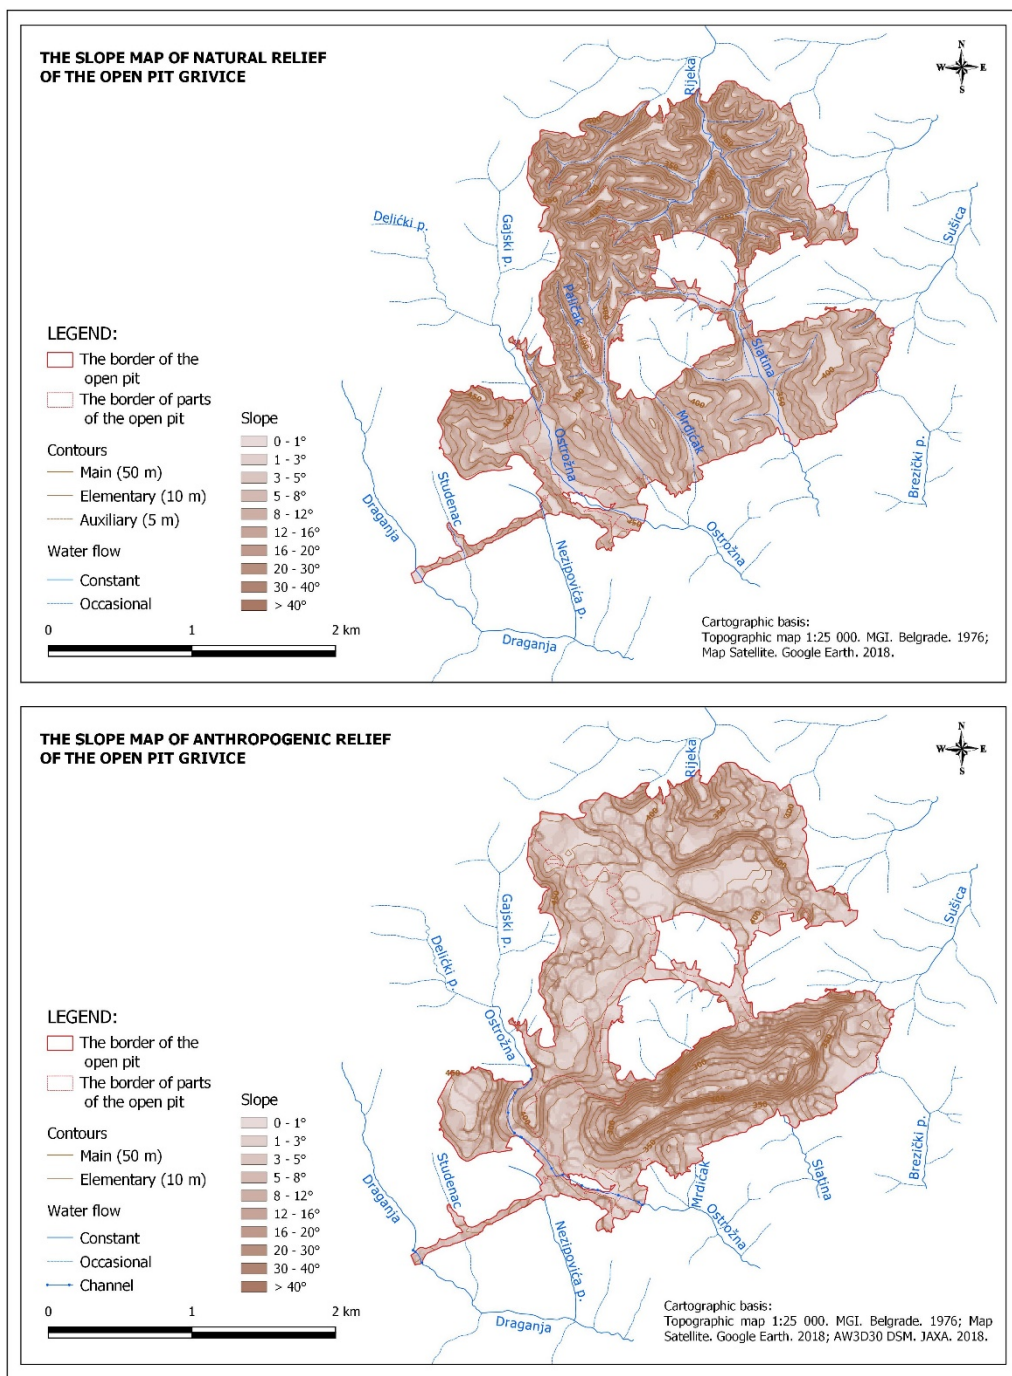 THE SLOPE MAP OF NATURAL RELIEF
OF THE OPEN PIT GRIVICE
N
W
E
S
Rijeka
Delićki p.
Gajski p.
Sušica
Paličak
Slatina
Mrdićak
Ostrožna
Studenac
Draganja
Nezipovića p.
Ostrožna
Brezički p.
Draganja
400
400
350
LEGEND:
The border of the
open pit
The border of parts
of the open pit
Contours
Main (50 m)
Elementary (10 m)
Auxiliary (5 m)
Water flow
Constant
Occasional
Slope
0 - 1°
1 - 3°
3 - 5°
5 - 8°
8 - 12°
12 - 16°
16 - 20°
20 - 30°
30 - 40°
> 40°
0
1
2 km
Cartographic basis:
Topographic map 1:25 000. MGI. Belgrade. 1976;
Map Satellite. Google Earth. 2018.
THE SLOPE MAP OF ANTHROPOGENIC RELIEF
OF THE OPEN PIT GRIVICE
N
W
E
S
Rijeka
Gajski p.
Delićki p.
Ostrožna
Sušica
Studenac
Draganja
Nezipovića p.
Mrdićak
Ostrožna
Slatina
Brezički p.
Draganja
400
350
LEGEND:
The border of the
open pit
The border of parts
of the open pit
Contours
Main (50 m)
Elementary (10 m)
Water flow
Constant
Occasional
Channel
Slope
0 - 1°
1 - 3°
3 - 5°
5 - 8°
8 - 12°
12 - 16°
16 - 20°
20 - 30°
30 - 40°
> 40°
0
1
2 km
Cartographic basis:
Topographic map 1:25 000. MGI. Belgrade. 1976; Map
Satellite. Google Earth. 2018; AW3D30 DSM. JAXA. 2018.